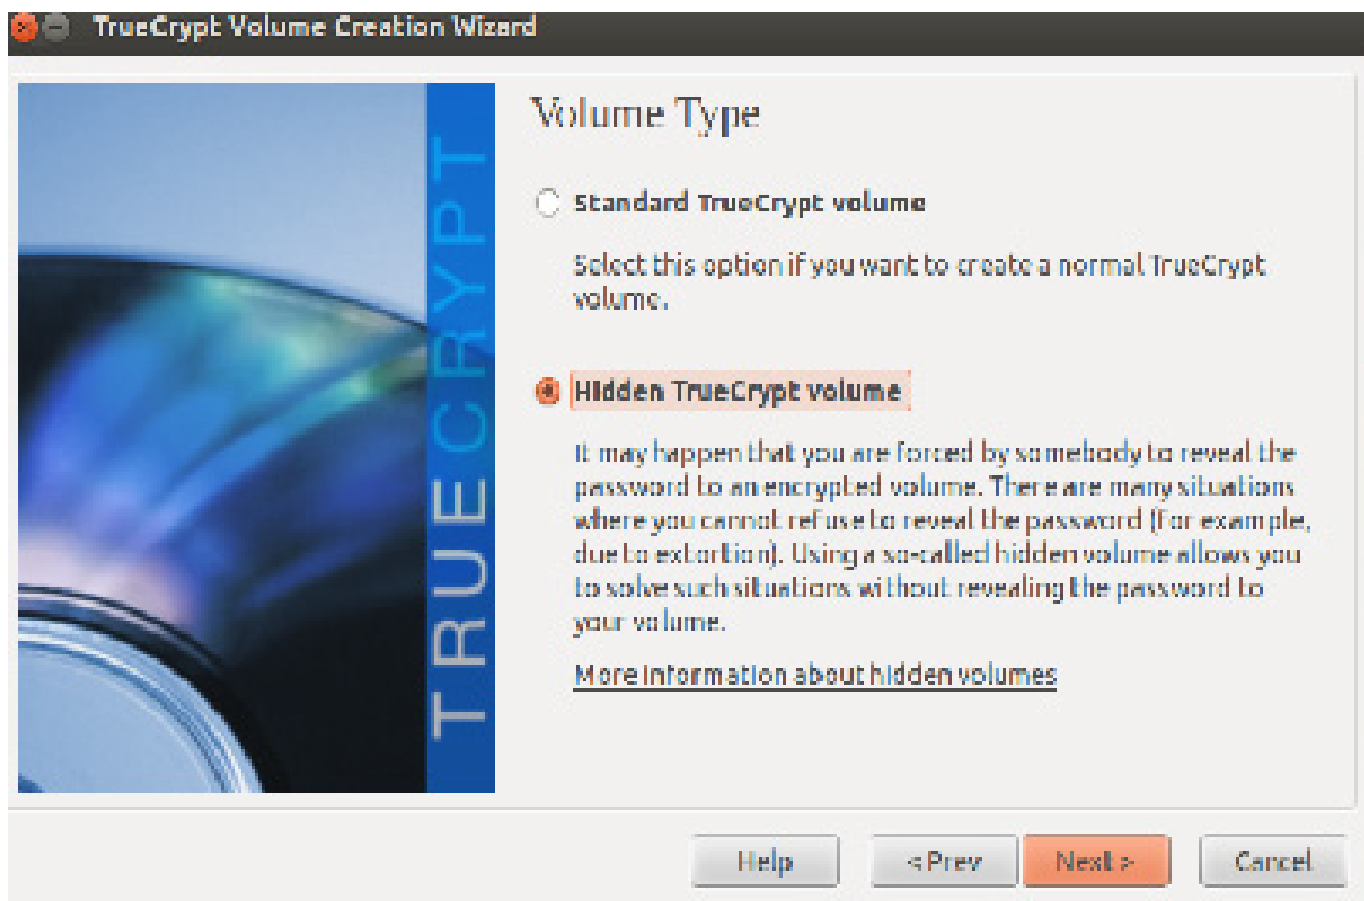 TrueCrypt Volume Creation Wizard
TRUECRYPT
Volume Type
Standard TrueCrypt volume
Select this option if you want to create a normal TrueCrypt
volume.
Hidden TrueCrypt volume
It may happen that you are forced by somebody to reveal the
password to an encrypted volume. There are many situations
where you cannot refuse to reveal the password (for example,
due to extortion). Using a so-called hidden volume allows you
to solve such situations without revealing the password to
your volume.
More information about hidden volumes
Help
< Prev
Next >
Cancel